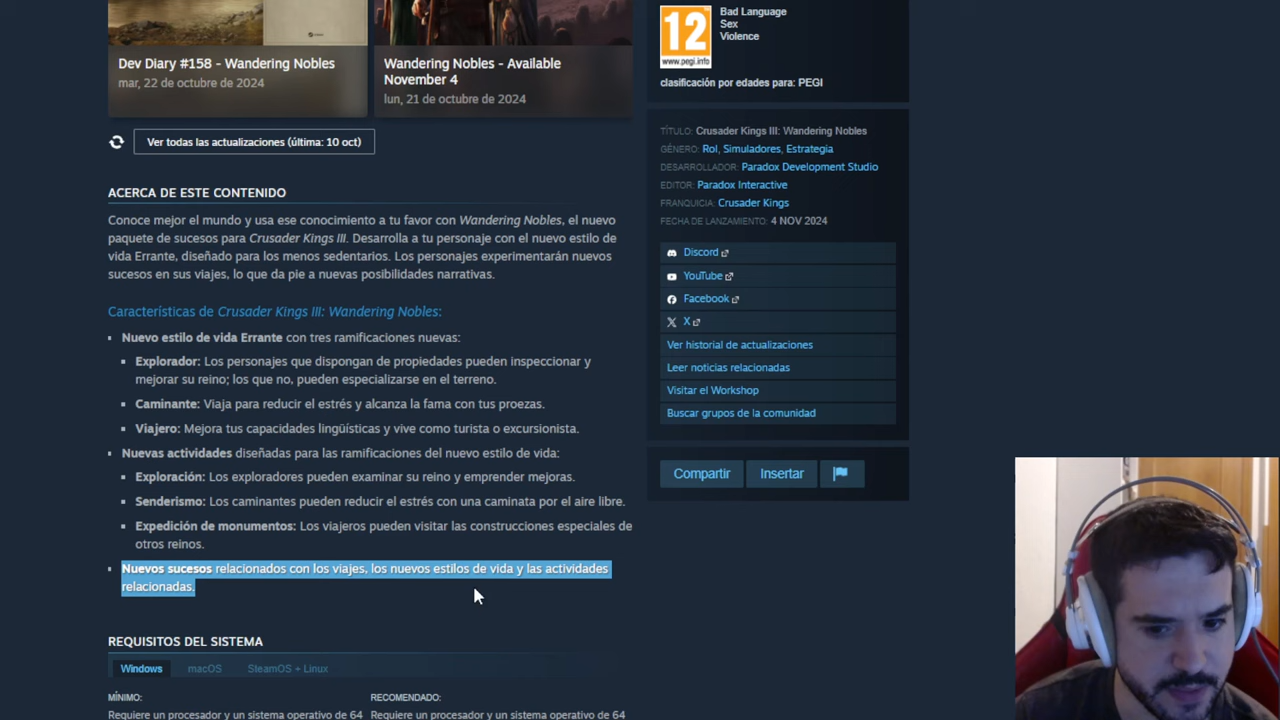 Dev Diary #158 - Wandering Nobles
mar, 22 de octubre de 2024
Wandering Nobles - Available
November 4
lun, 21 de octubre de 2024
Ver todas las actualizaciones (última: 10 oct)
ACERCA DE ESTE CONTENIDO
Conoce mejor el mundo y usa ese conocimiento a tu favor con Wandering Nobles, el nuevo
paquete de sucesos para Crusader Kings III. Desarrolla a tu personaje con el nuevo estilo de
vida Errante, diseñado para los menos sedentarios. Los personajes experimentarán nuevos
sucesos en sus viajes, lo que da pie a nuevas posibilidades narrativas.
Características de Crusader Kings III: Wandering Nobles:
Nuevo estilo de vida Errante con tres ramificaciones nuevas:
Explorador: Los personajes que dispongan de propiedades pueden inspeccionar y
mejorar su reino; los que no, pueden especializarse en el terreno.
Caminante: Viaja para reducir el estrés y alcanza la fama con tus proezas.
Viajero: Mejora tus capacidades lingüísticas y vive como turista o excursionista.
Nuevas actividades diseñadas para las ramificaciones del nuevo estilo de vida:
Exploración: Los exploradores pueden examinar su reino y emprender mejoras.
Senderismo: Los caminantes pueden reducir el estrés con una caminata por el aire libre.
Expedición de monumentos: Los viajeros pueden visitar las construcciones especiales de
otros reinos.
Nuevos sucesos relacionados con los viajes, los nuevos estilos de vida y las actividades
relacionadas.
REQUISITOS DEL SISTEMA
Windows macOS SteamOS + Linux
MÍNIMO: RECOMENDADO:
Requiere un procesador y un sistema operativo de 64 Requiere un procesador y un sistema operativo de 64
12
www.pegi.info
Bad Language
Sex
Violence
clasificación por edades para: PEGI
TÍTULO: Crusader Kings III: Wandering Nobles
GÉNERO: Rol, Simuladores, Estrategia
DESARROLLADOR: Paradox Development Studio
EDITOR: Paradox Interactive
FRANQUICIA: Crusader Kings
FECHA DE LANZAMIENTO: 4 NOV 2024
Discord
YouTube
Facebook
X
Ver historial de actualizaciones
Leer noticias relacionadas
Visitar el Workshop
Buscar grupos de la comunidad
Compartir Insertar